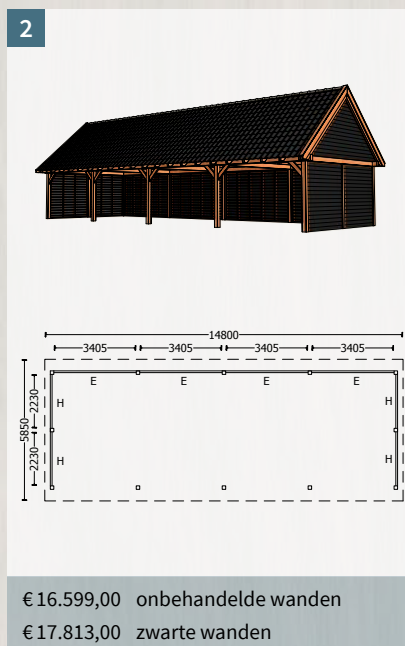 2
14800
3405 3405 3405 3405
E E E E
5850
2230 H H
2230 H H
€ 16.599,00 onbehandelde wanden
€ 17.813,00 zwarte wanden